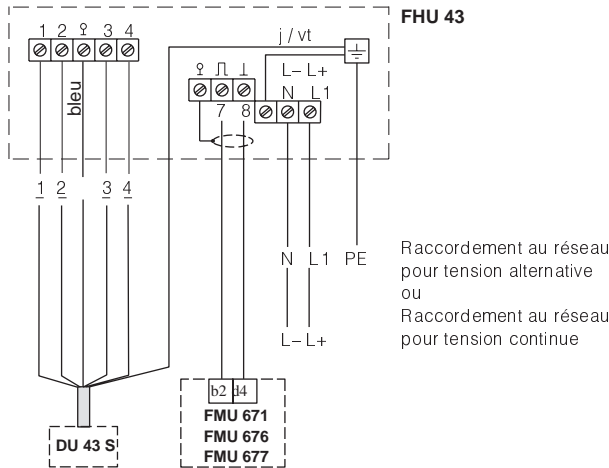 FHU 43
1 2 3 4
j / vt
L– L+
N L1
bleu
7 8
1 2 3 4
N L1 PE
L– L+
Raccordement au réseau
pour tension alternative
ou
Raccordement au réseau
pour tension continue
b2 d4
FMU 671
FMU 676
FMU 677
DU 43 S